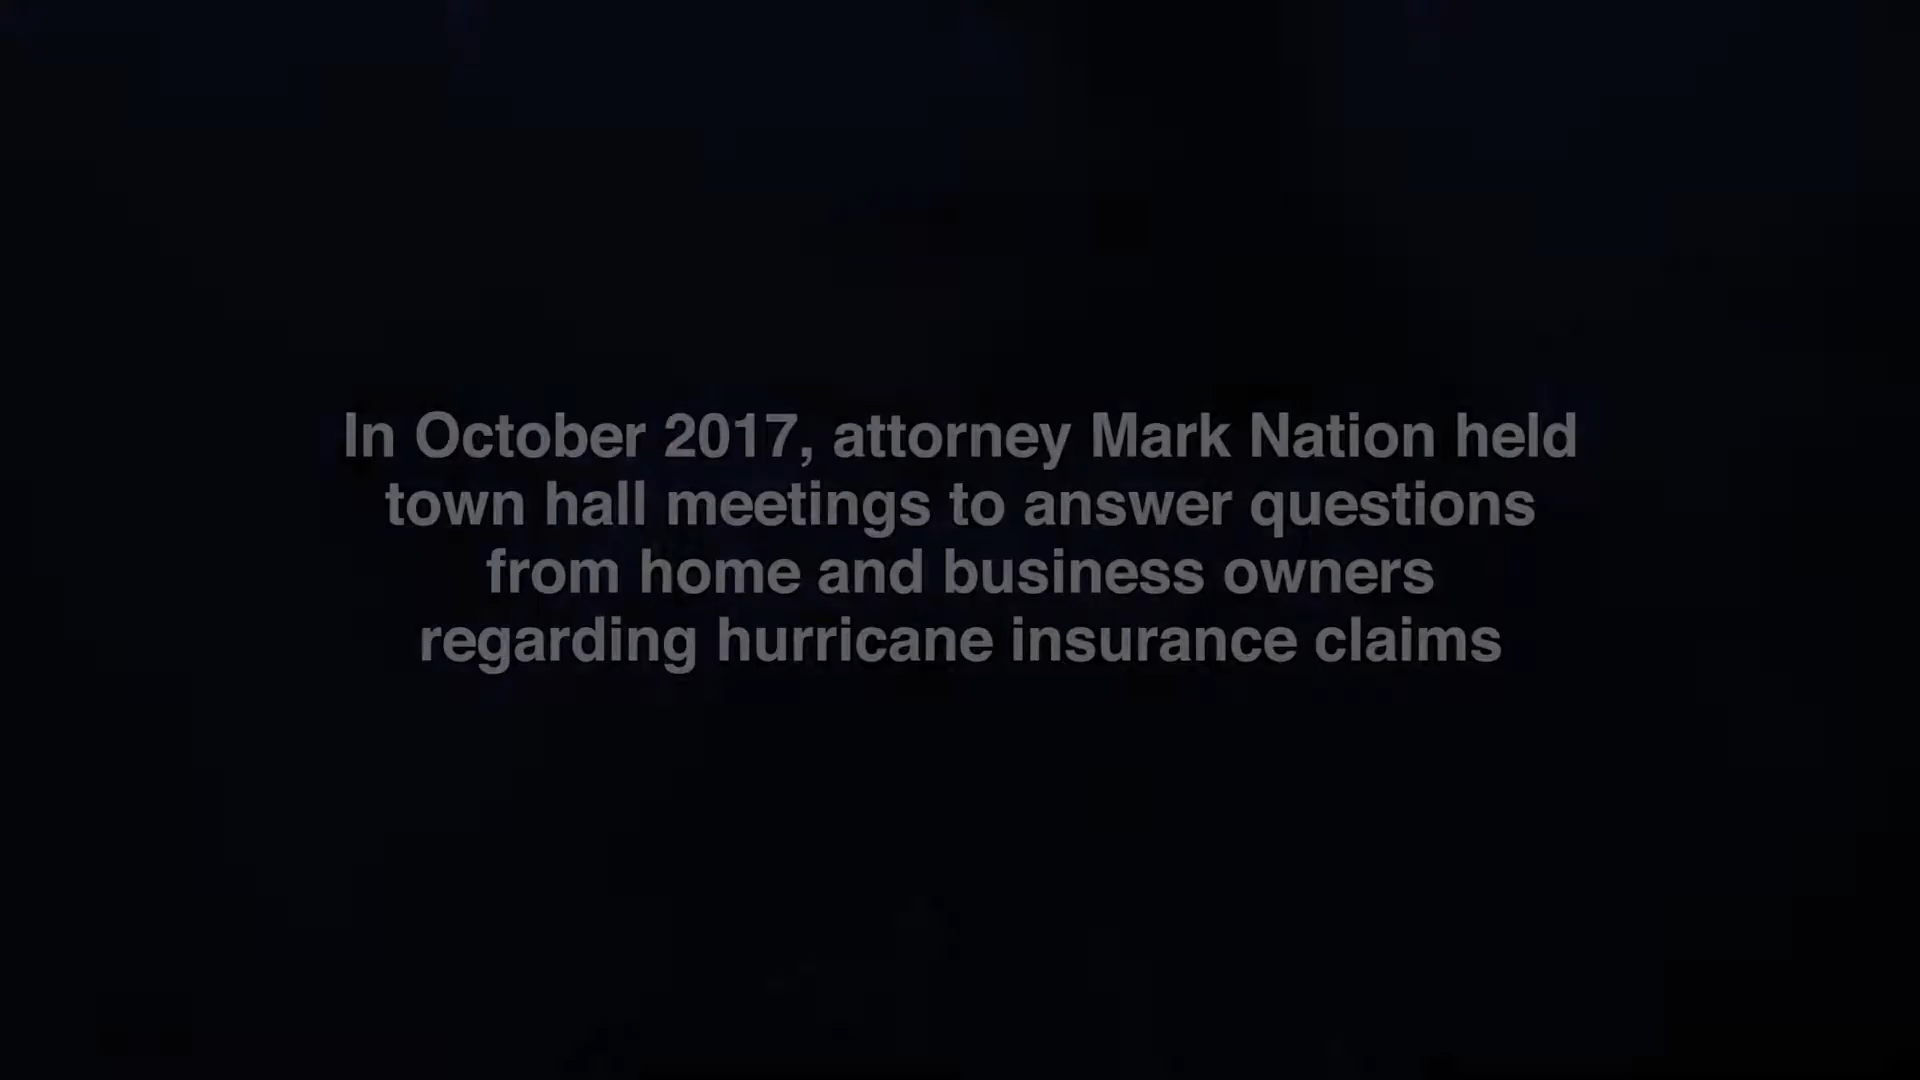 In October 2017, attorney Mark Nation held
town hall meetings to answer questions
from home and business owners
regarding hurricane insurance claims